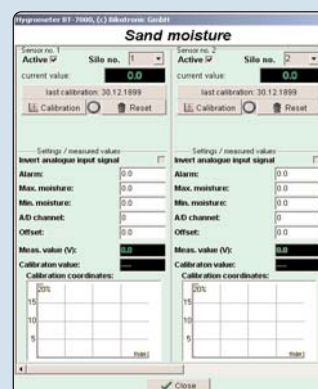 Hygrometer BT-7000, (c) Bikotronic GmbH
Sand moisture
Sensor no. 1
Active
Silo no.
1
current value:
0.0
last calibration: 30.12.1899
Calibration
Reset
Settings / measured values
Invert analogue input signal
Alarm:
0.0
Max. moisture:
0.0
Min. moisture:
0.0
A/D channel:
0
Offset:
0.0
Meas. value (V):
0.0
Calibraton value:
----
Calibration coordinates:
20%
15
10
5
max.
Sensor no. 2
Active
Silo no.
2
current value:
0.0
last calibration: 30.12.1899
Calibration
Reset
Settings / measured values
Invert analogue input signal
Alarm:
0.0
Max. moisture:
0.0
Min. moisture:
0.0
A/D channel:
0
Offset:
0.0
Meas. value (V):
0.0
Calibraton value:
----
Calibration coordinates:
20%
15
10
5
max.
Close